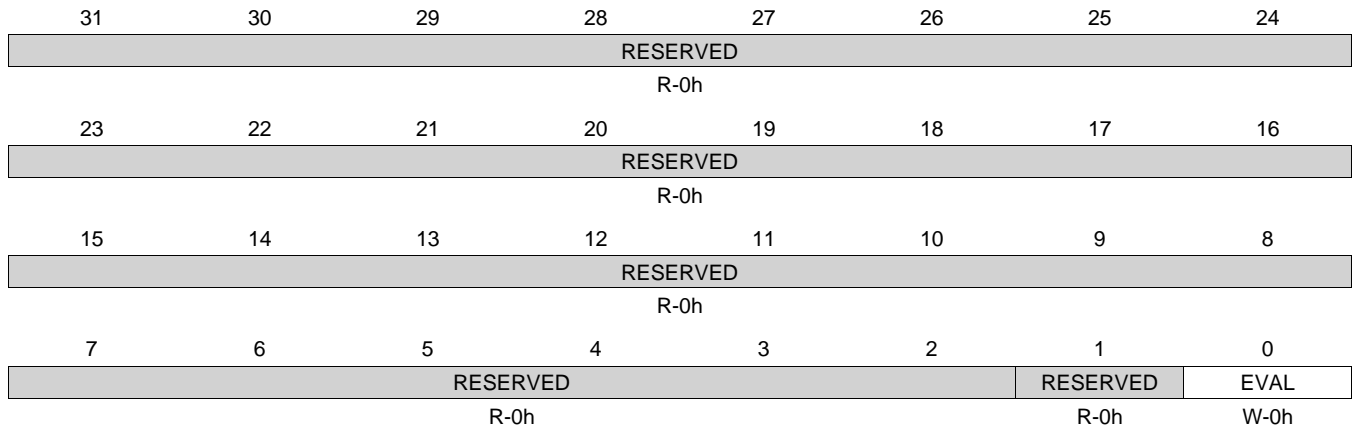 31 30 29 28 27 26 25 24
RESERVED
R-0h
23 22 21 20 19 18 17 16
RESERVED
R-0h
15 14 13 12 11 10 9 8
RESERVED
R-0h
7 6 5 4 3 2 1 0
RESERVED RESERVED EVAL
R-0h R-0h W-0h